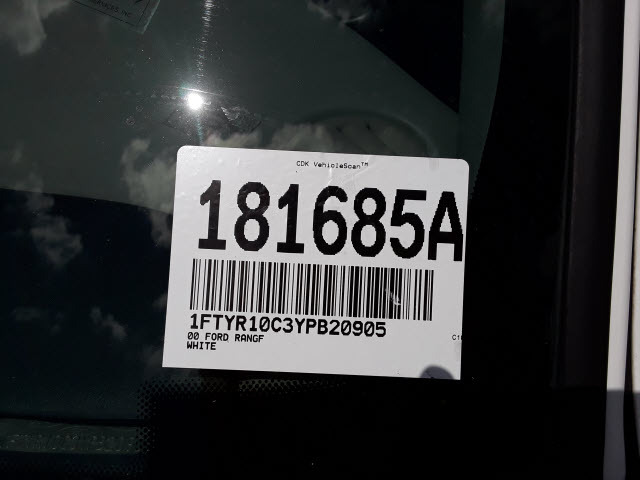 CDK VehicleScan™
181685A
1FTYR10C3YPB20905
00 FORD RANGF
WHITE